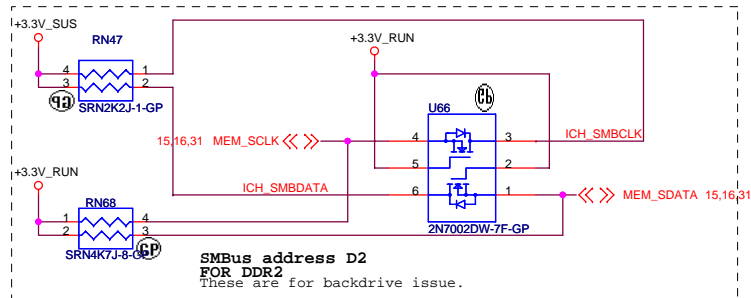 +3.3V_SUS
RN47
4 1
3 2
SRN2K2J-1-GP
+3.3V_RUN
U66
15,16,31 MEM_SCLK
4 3
ICH_SMBCLK
5 2
ICH_SMBDATA
6 1
MEM_SDATA 15,16,31
2N7002DW-7F-GP
+3.3V_RUN
RN68
1 4
2 3
SRN4K7J-8-GP
SMBus address D2
FOR DDR2
These are for backdrive issue.